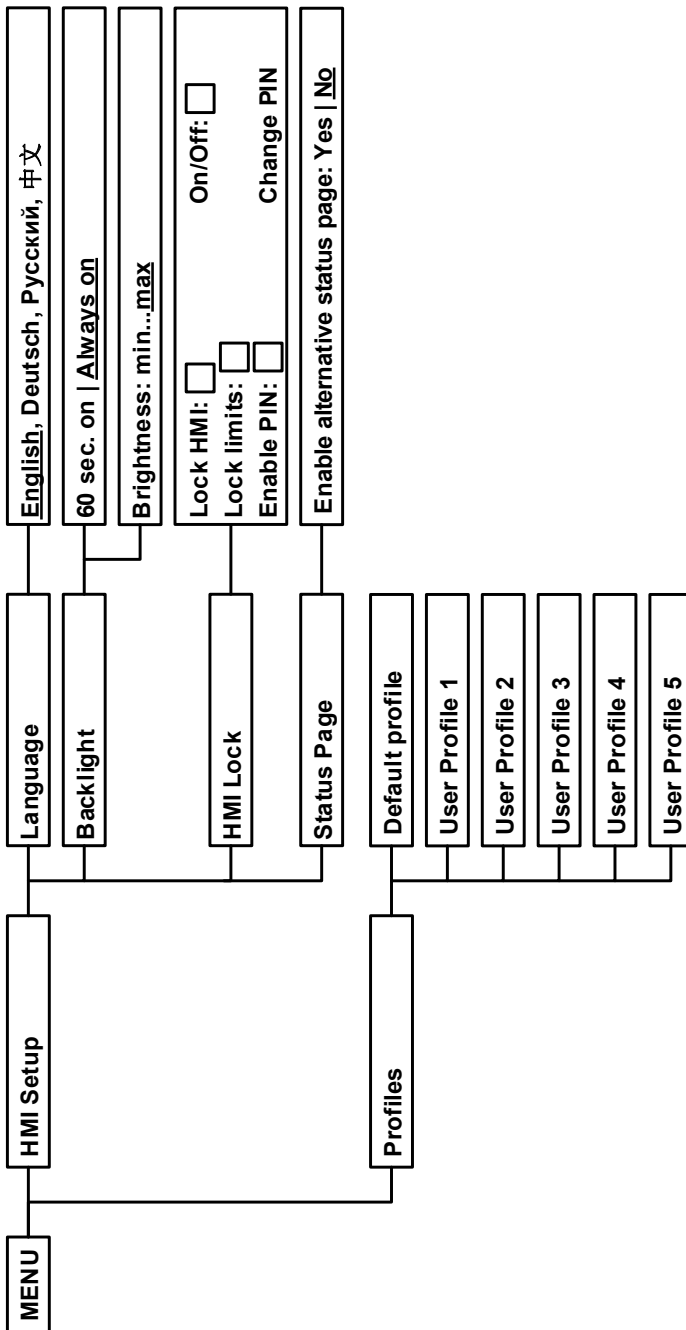 MENU
HMI Setup
Language
English, Deutsch, Русский, 中文
Backlight
60 sec. on | Always on
Brightness: min...max
HMI Lock
Lock HMI:
On/Off:
Lock limits:
Enable PIN:
Change PIN
Status Page
Enable alternative status page: Yes | No
Profiles
Default profile
User Profile 1
User Profile 2
User Profile 3
User Profile 4
User Profile 5